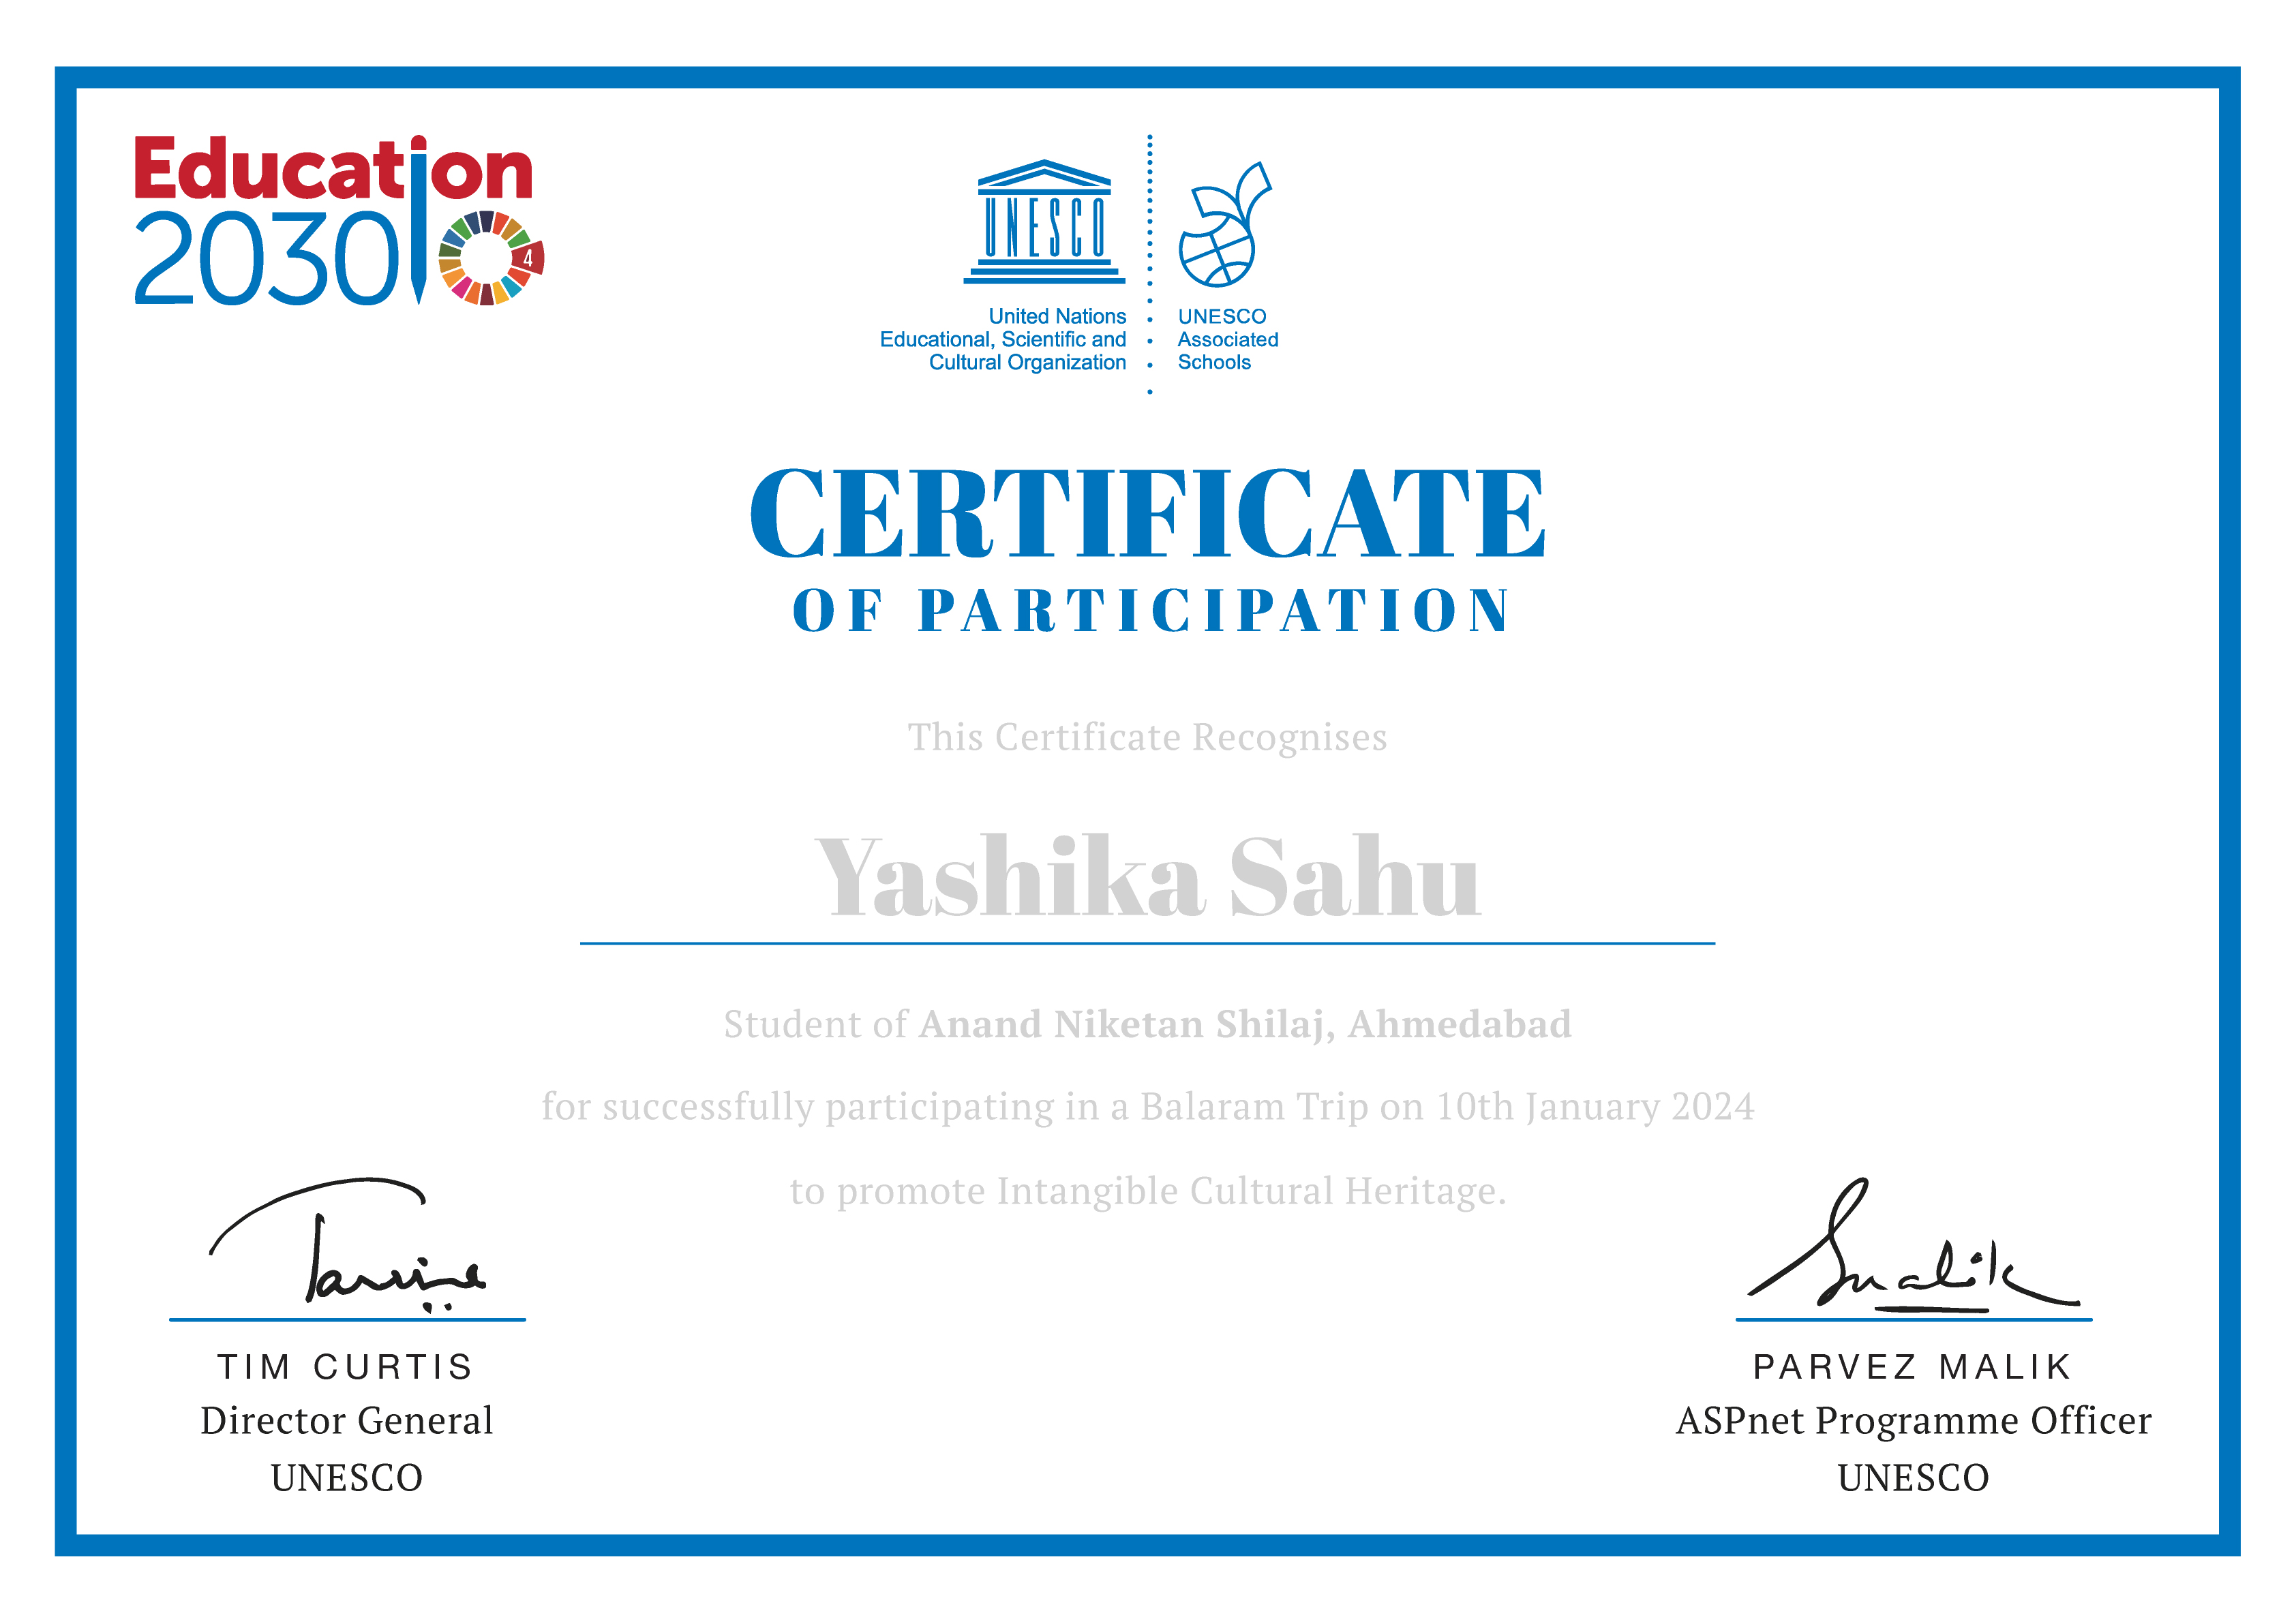 Education
2030
4
UNESCO
United Nations
Educational, Scientific and
Cultural Organization
UNESCO
Associated
Schools
CERTIFICATE
OF PARTICIPATION
This Certificate Recognises
Yashika Sahu
Student of Anand Niketan Shilaj, Ahmedabad
for successfully participating in a Balaram Trip on 10th January 2024
to promote Intangible Cultural Heritage.
TIM CURTIS
Director General
UNESCO
PARVEZ MALIK
ASPnet Programme Officer
UNESCO